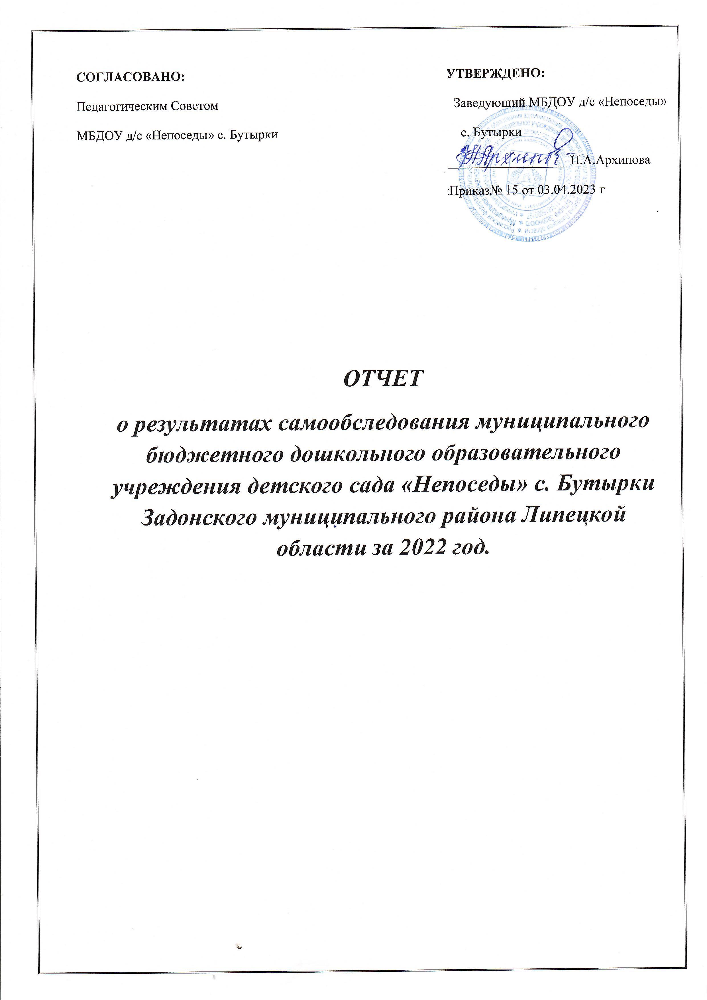 СОГЛАСОВАНО:
Педагогическим Советом
МБДОУ д/с «Непоседы» с. Бутырки
УТВЕРЖДЕНО:
Заведующий МБДОУ д/с «Непоседы»
с. Бутырки
Н.А.Архипова
Приказ№ 15 от 03.04.2023 г
ОТЧЕТ
о результатах самообследования муниципального
бюджетного дошкольного образовательного
учреждения детского сада «Непоседы» с. Бутырки
Задонского муниципального района Липецкой
области за 2022 год.